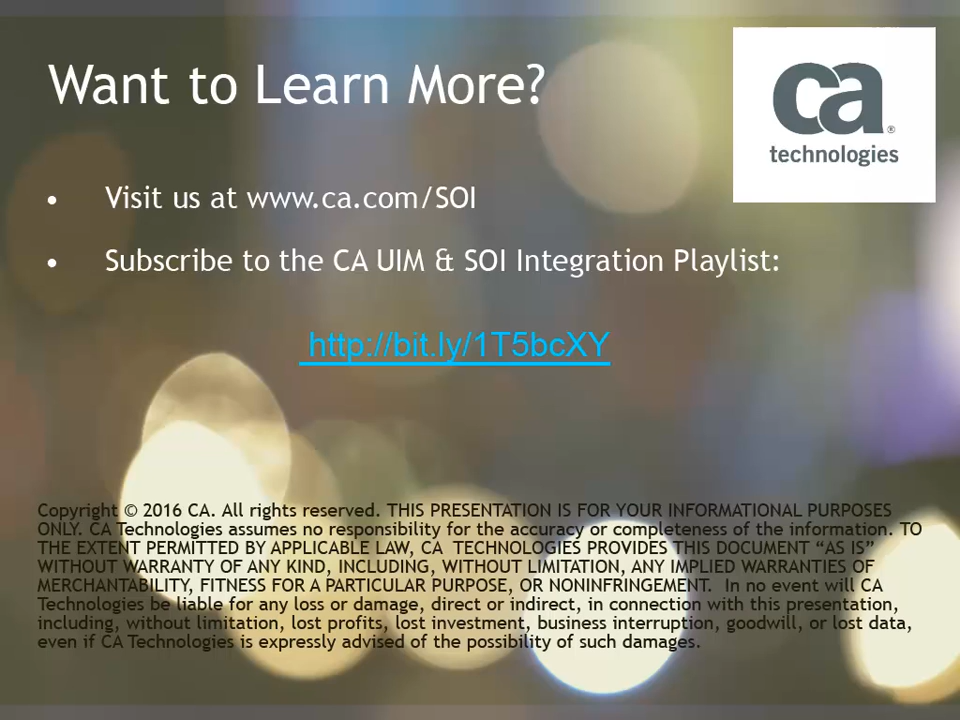 Want to Learn More?
ca®
technologies
• Visit us at www.ca.com/SOI
• Subscribe to the CA UIM & SOI Integration Playlist:
http://bit.ly/1T5bcXY
Copyright © 2016 CA. All rights reserved. THIS PRESENTATION IS FOR YOUR INFORMATIONAL PURPOSES
ONLY. CA Technologies assumes no responsibility for the accuracy or completeness of the information. TO
THE EXTENT PERMITTED BY APPLICABLE LAW, CA TECHNOLOGIES PROVIDES THIS DOCUMENT “AS IS”
WITHOUT WARRANTY OF ANY KIND, INCLUDING, WITHOUT LIMITATION, ANY IMPLIED WARRANTIES OF
MERCHANTABILITY, FITNESS FOR A PARTICULAR PURPOSE, OR NONINFRINGEMENT. In no event will CA
Technologies be liable for any loss or damage, direct or indirect, in connection with this presentation,
including, without limitation, lost profits, lost investment, business interruption, goodwill, or lost data,
even if CA Technologies is expressly advised of the possibility of such damages.